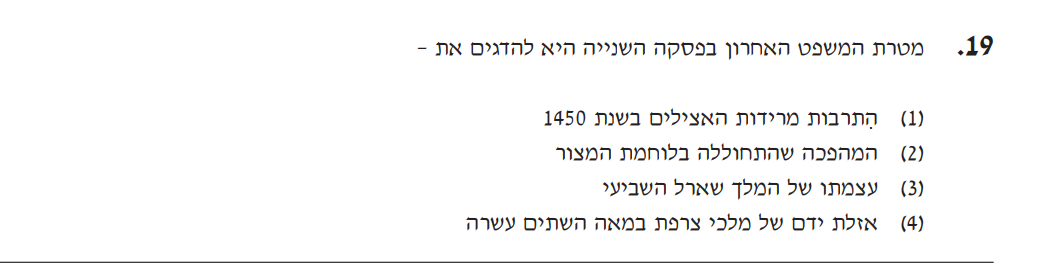 19. מטרת המשפט האחרון בפסקה השנייה היא להדגים את -
(1) הִתרבות מרידות האצילים בשנת 1450
(2) המהפכה שהתחוללה בלוחמת המצור
(3) עצמתו של המלך שארל השביעי
(4) אזלת ידם של מלכי צרפת במאה השתים עשרה